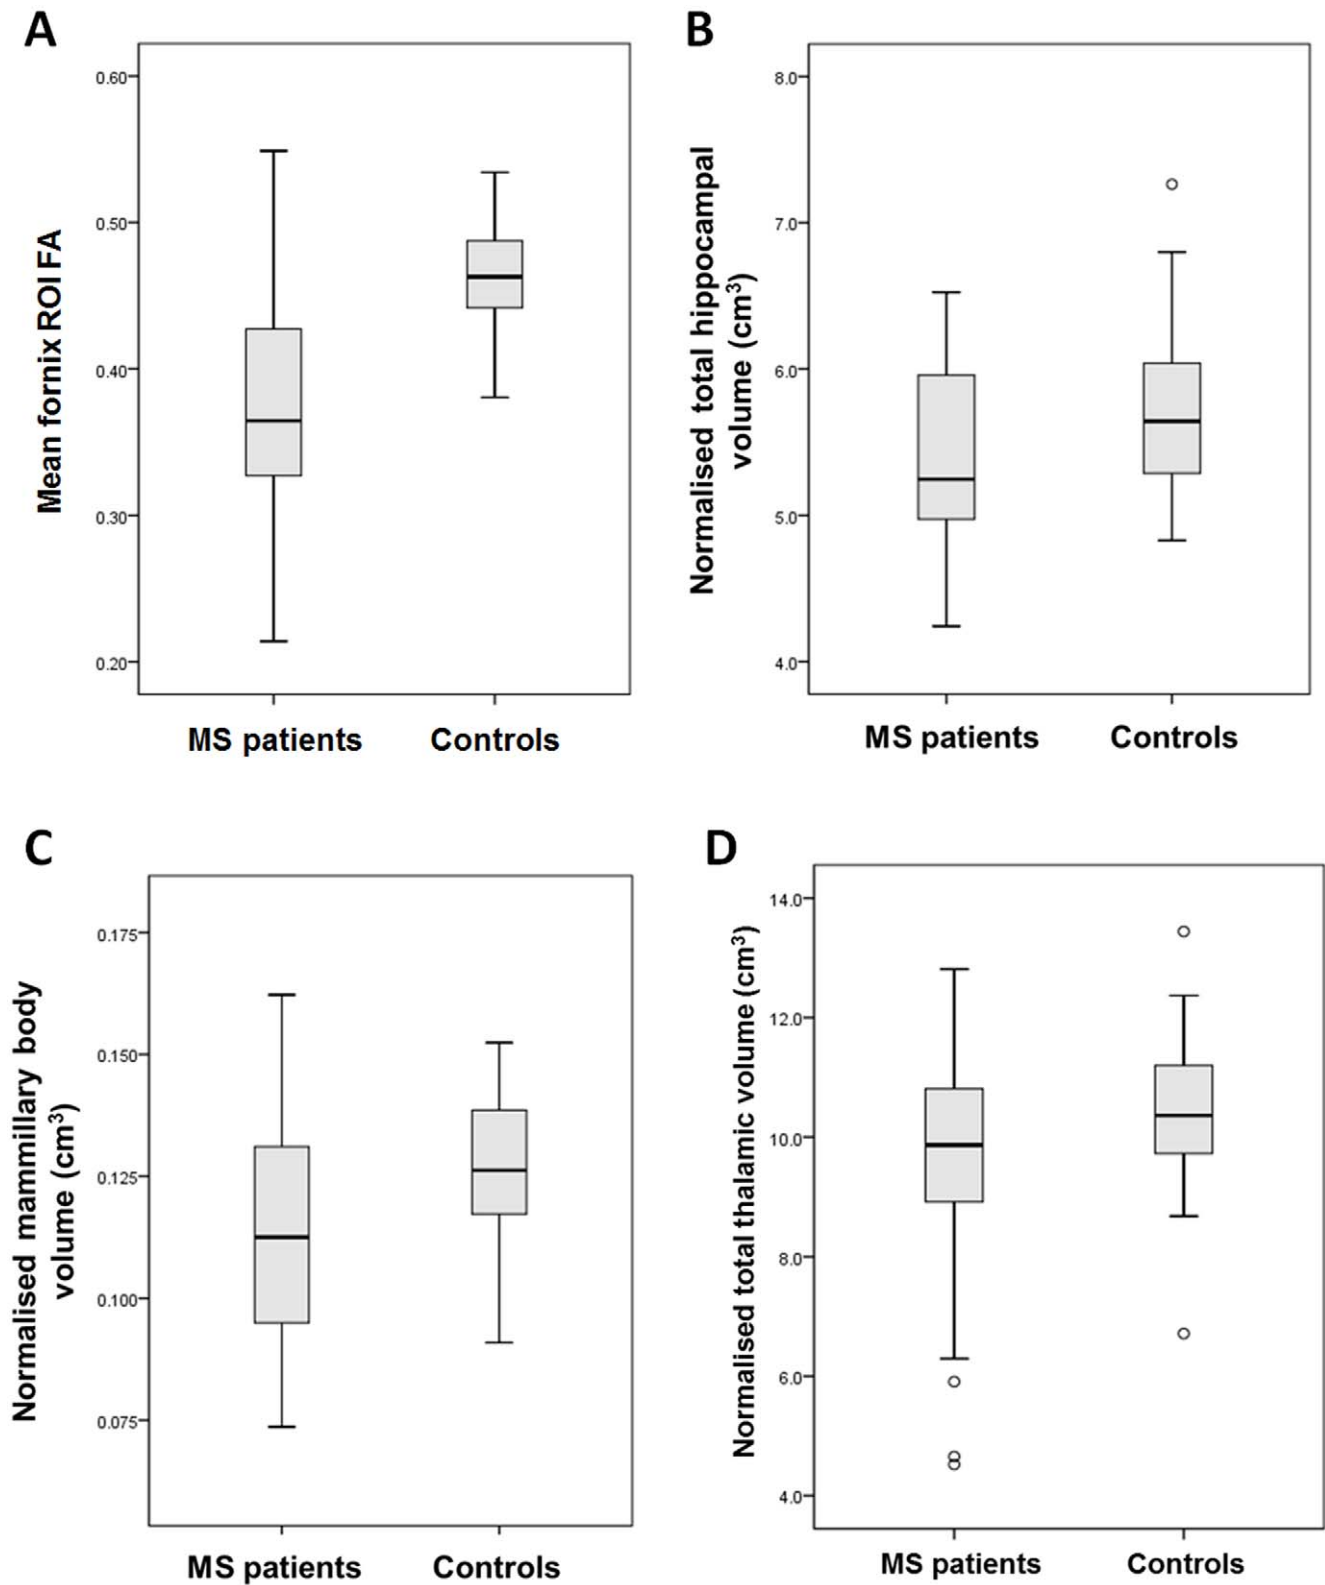 A
Mean fornix ROI FA
0.60
0.50
0.40
0.30
0.20
MS patients
Controls
B
Normalised total hippocampal
volume (cm³)
8.0
7.0
6.0
5.0
4.0
MS patients
Controls
C
Normalised mammillary body
volume (cm³)
0.175
0.150
0.125
0.100
0.075
MS patients
Controls
D
Normalised total thalamic volume (cm³)
14.0
12.0
10.0
8.0
6.0
4.0
MS patients
Controls